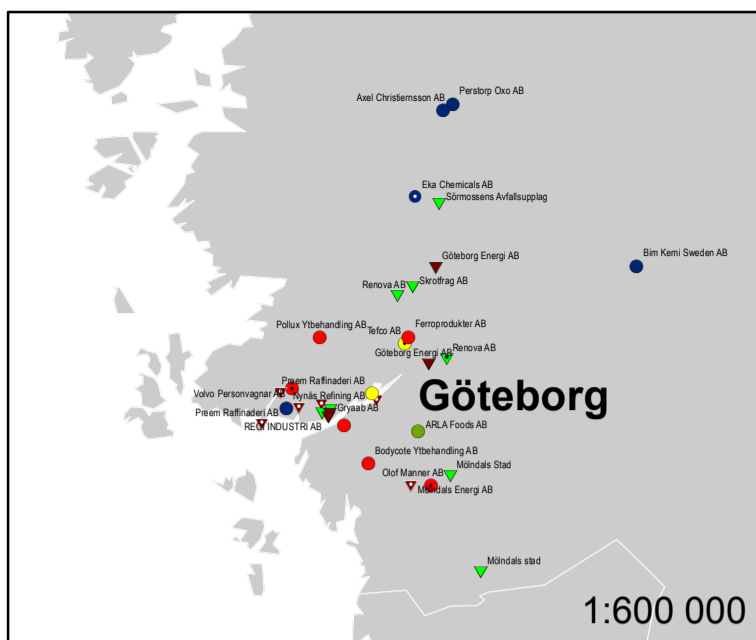 Perstorp Oxo AB
Axel Christiernsson AB
Eka Chemicals AB
Sörmossens Avfallsupplag
Göteborg Energi AB
Bim Kemi Sweden AB
Skrotfrag AB
Renova AB
Pollux Ytbehandling AB
Ferroprodukter AB
Tefco AB
Renova AB
Göteborg Energi AB
Preem Raffinaderi AB
Volvo Personvagnar AB
Nynäs Refining AB
Göteborg
Preem Raffinaderi AB
Gryaab AB
INDUSTRI AB
ARLA Foods AB
Bodycote Ytbehandling AB
Olof Manner AB
Mölndals Stad
Mölndals Energi AB
Mölndals stad
1:600 000